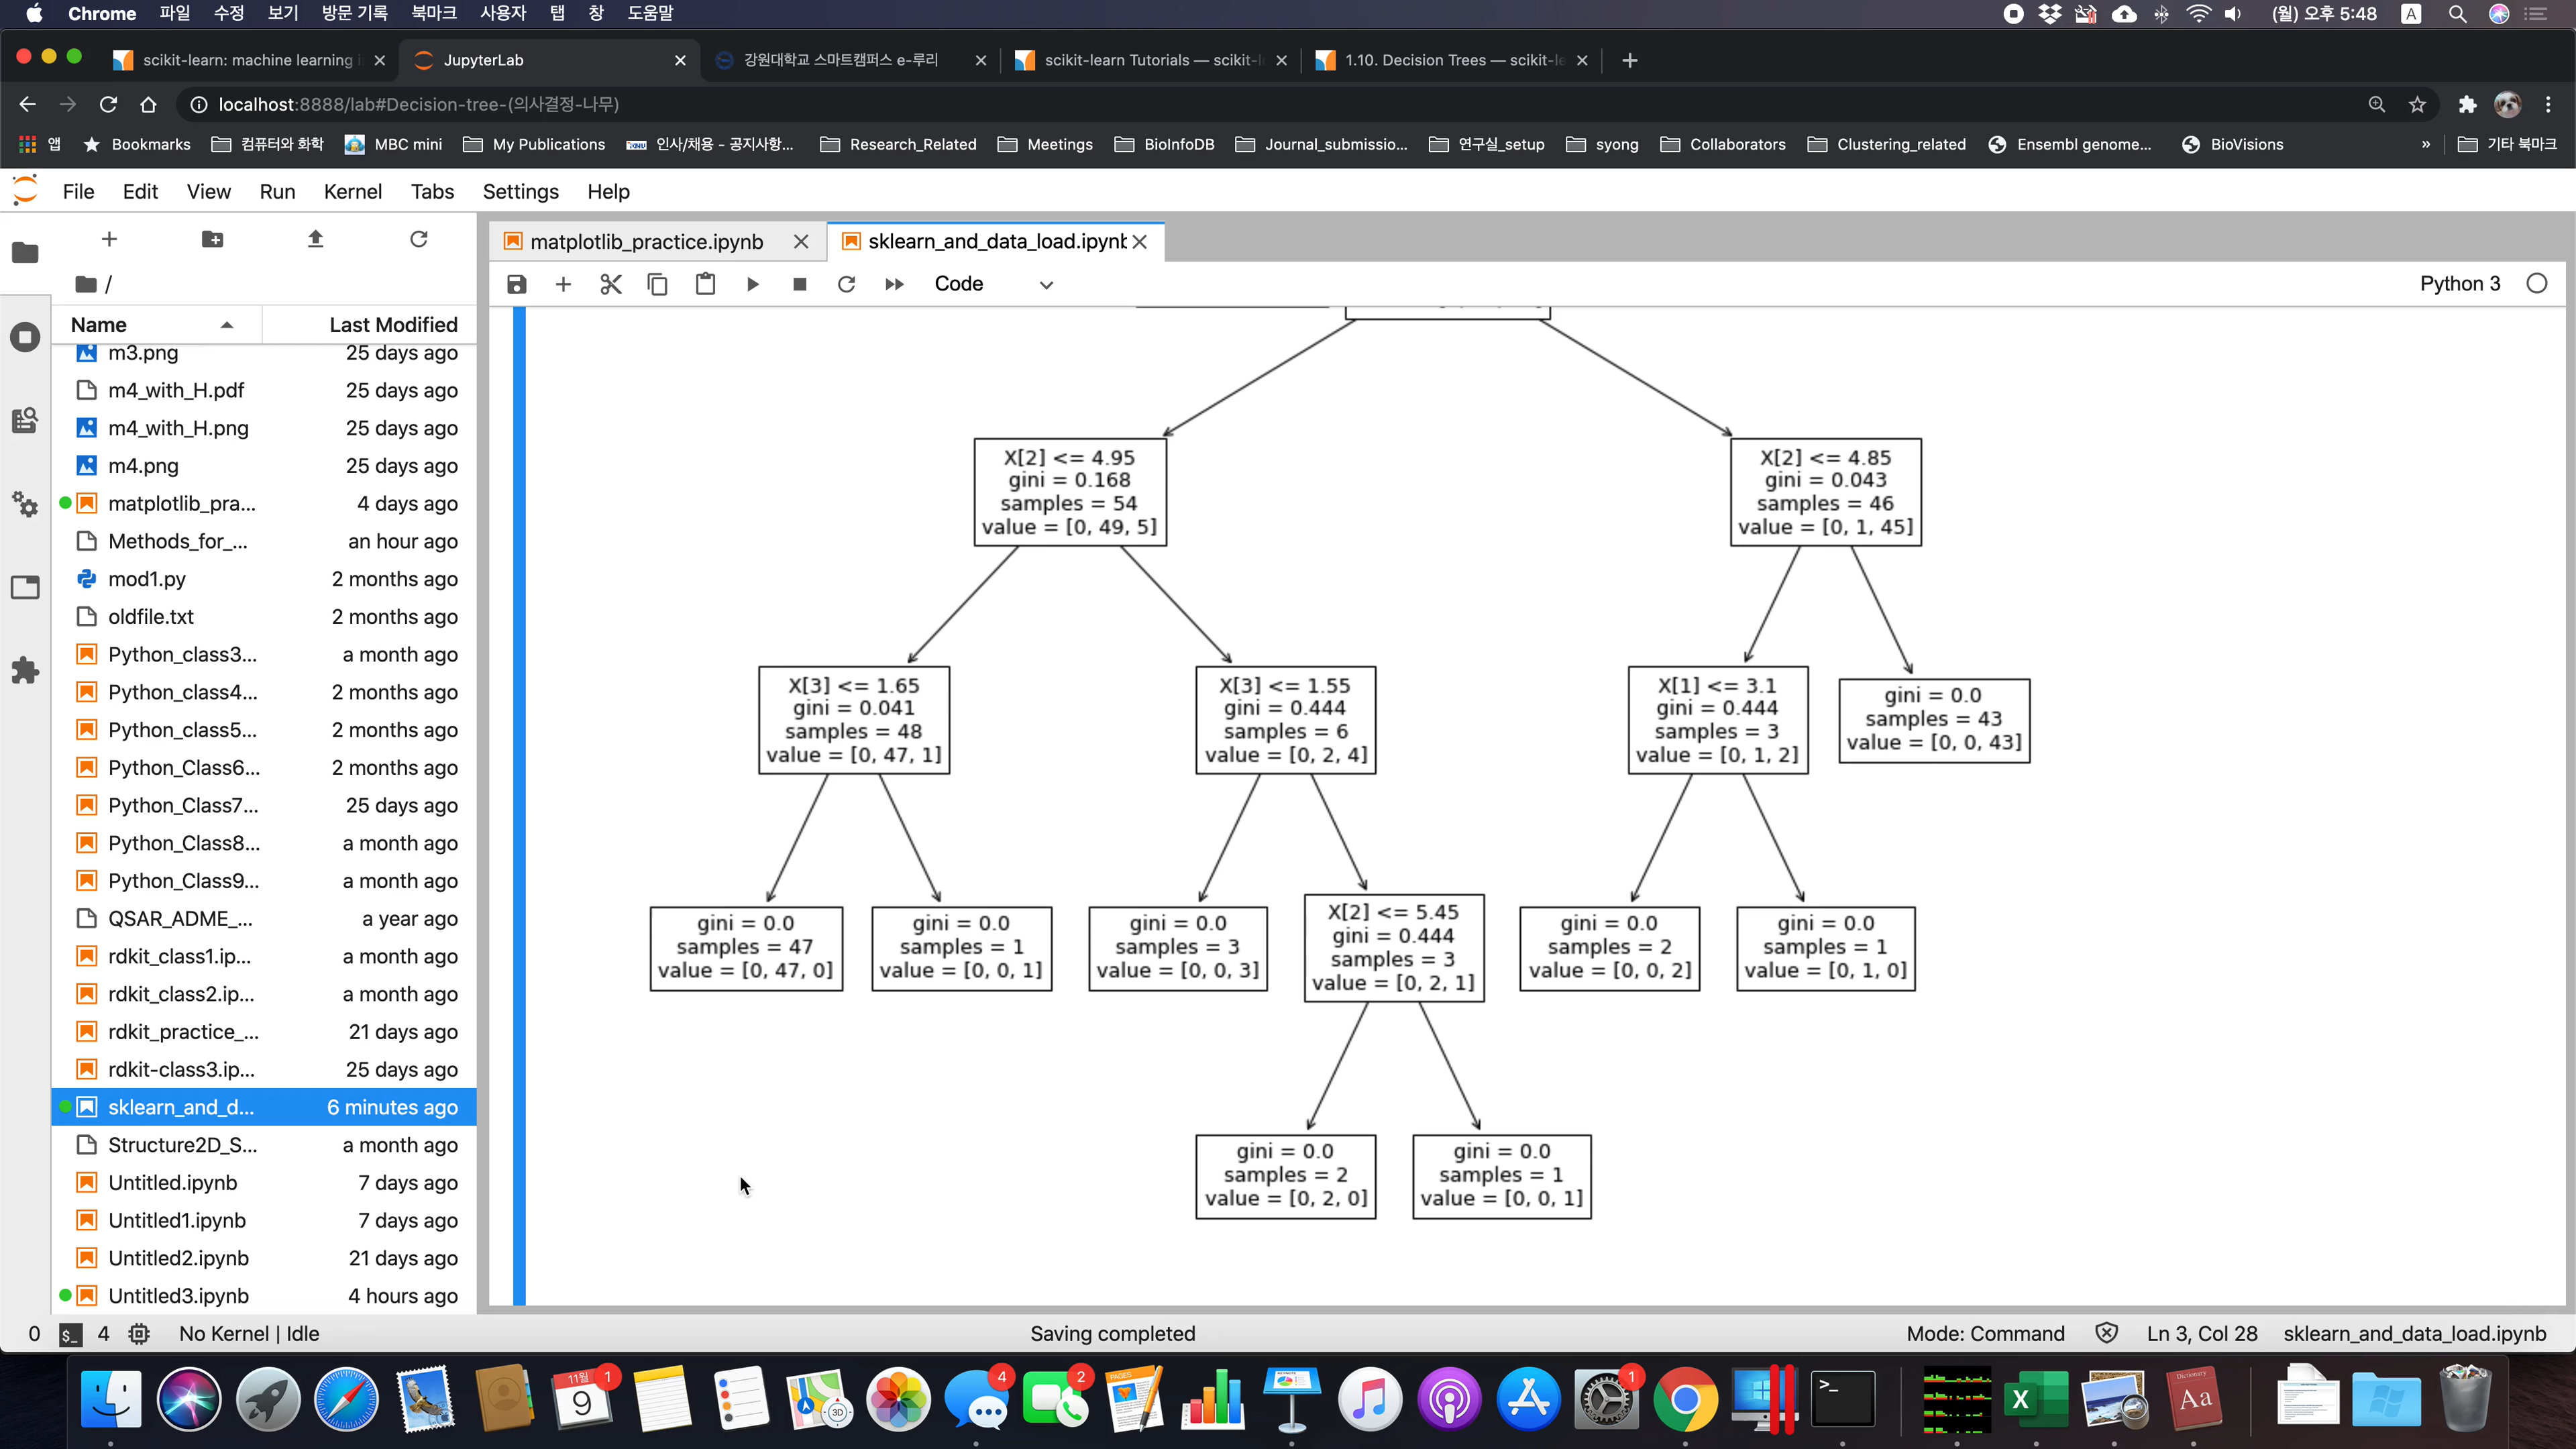 Chrome 파일 수정 보기 방문 기록 북마크 사용자 탭 창 도움말 (월) 오후 5:48 A
scikit-learn: machine learning i JupyterLab 강원대학교 스마트캠퍼스 e-루리 scikit-learn Tutorials — scikit-l 1.10. Decision Trees — scikit-le
localhost:8888/lab#Decision-tree-(의사결정-나무)
앱 Bookmarks 컴퓨터와 화학 MBC mini My Publications KNU 인사/채용 - 공지사항... Research_Related Meetings BioInfoDB Journal_submissio... 연구실_setup syong Collaborators Clustering_related Ensembl genome... BioVisions » 기타 북마크
File Edit View Run Kernel Tabs Settings Help
matplotlib_practice.ipynb sklearn_and_data_load.ipynb
/
Code Python 3
Name Last Modified
m3.png 25 days ago
m4_with_H.pdf 25 days ago
m4_with_H.png 25 days ago
m4.png 25 days ago
matplotlib_pra... 4 days ago
Methods_for_... an hour ago
mod1.py 2 months ago
oldfile.txt 2 months ago
Python_class3... a month ago
Python_class4... 2 months ago
Python_class5... 2 months ago
Python_Class6... 2 months ago
Python_Class7... 25 days ago
Python_Class8... a month ago
Python_Class9... a month ago
QSAR_ADME_... a year ago
rdkit_class1.ip... a month ago
rdkit_class2.ip... a month ago
rdkit_practice_... 21 days ago
rdkit-class3.ip... 25 days ago
sklearn_and_d... 6 minutes ago
Structure2D_S... a month ago
Untitled.ipynb 7 days ago
Untitled1.ipynb 7 days ago
Untitled2.ipynb 21 days ago
Untitled3.ipynb 4 hours ago
X[2] <= 4.95
gini = 0.168
samples = 54
value = [0, 49, 5]
X[2] <= 4.85
gini = 0.043
samples = 46
value = [0, 1, 45]
X[3] <= 1.65
gini = 0.041
samples = 48
value = [0, 47, 1]
X[3] <= 1.55
gini = 0.444
samples = 6
value = [0, 2, 4]
X[1] <= 3.1
gini = 0.444
samples = 3
value = [0, 1, 2]
gini = 0.0
samples = 43
value = [0, 0, 43]
gini = 0.0
samples = 47
value = [0, 47, 0]
gini = 0.0
samples = 1
value = [0, 0, 1]
gini = 0.0
samples = 3
value = [0, 0, 3]
X[2] <= 5.45
gini = 0.444
samples = 3
value = [0, 2, 1]
gini = 0.0
samples = 2
value = [0, 0, 2]
gini = 0.0
samples = 1
value = [0, 1, 0]
gini = 0.0
samples = 2
value = [0, 2, 0]
gini = 0.0
samples = 1
value = [0, 0, 1]
0 $_ 4 No Kernel | Idle Saving completed Mode: Command Ln 3, Col 28 sklearn_and_data_load.ipynb
11월 9 1 3D 4 2 PAGES 1 >_ X Dictionary Aa